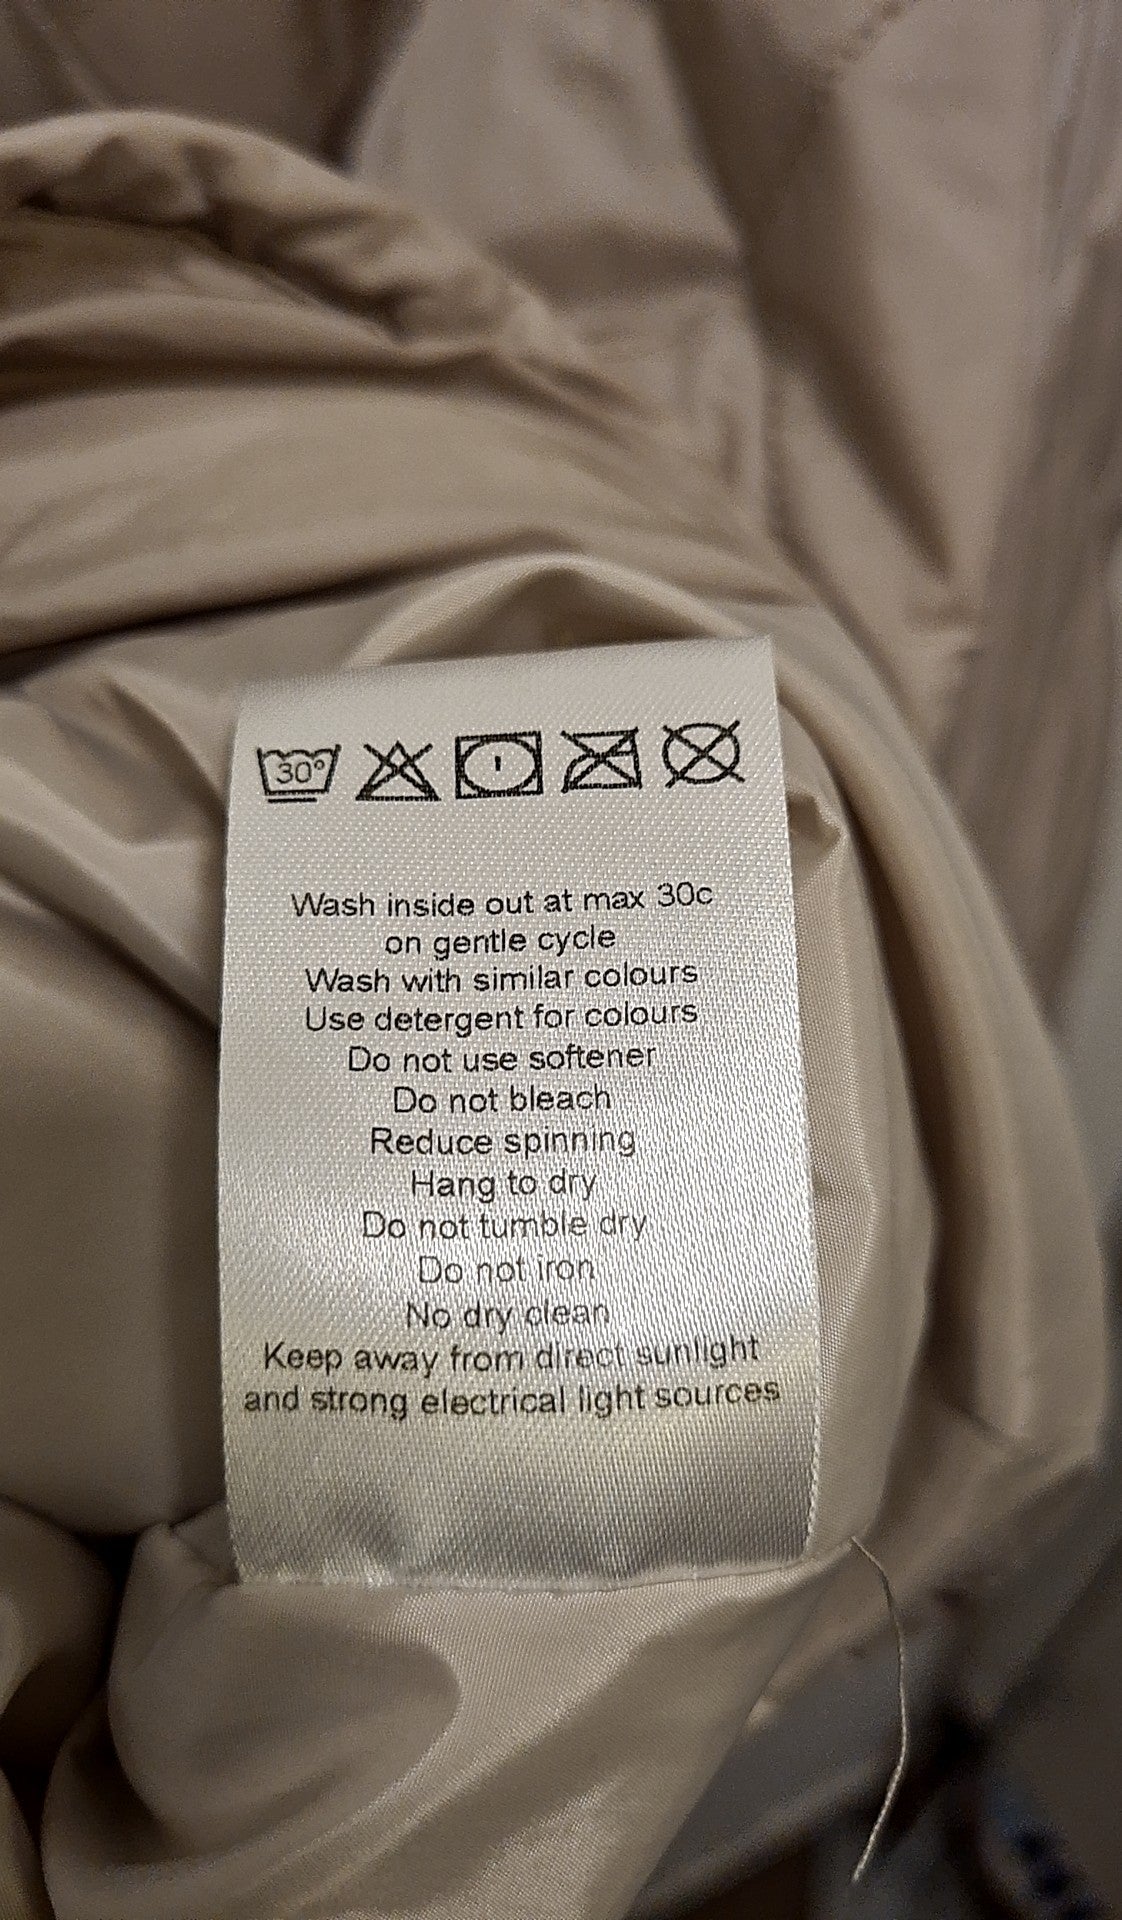 30°
Wash inside out at max 30c
on gentle cycle
Wash with similar colours
Use detergent for colours
Do not use softener
Do not bleach
Reduce spinning
Hang to dry
Do not tumble dry
Do not iron
No dry clean
Keep away from direct sunlight
and strong electrical light sources